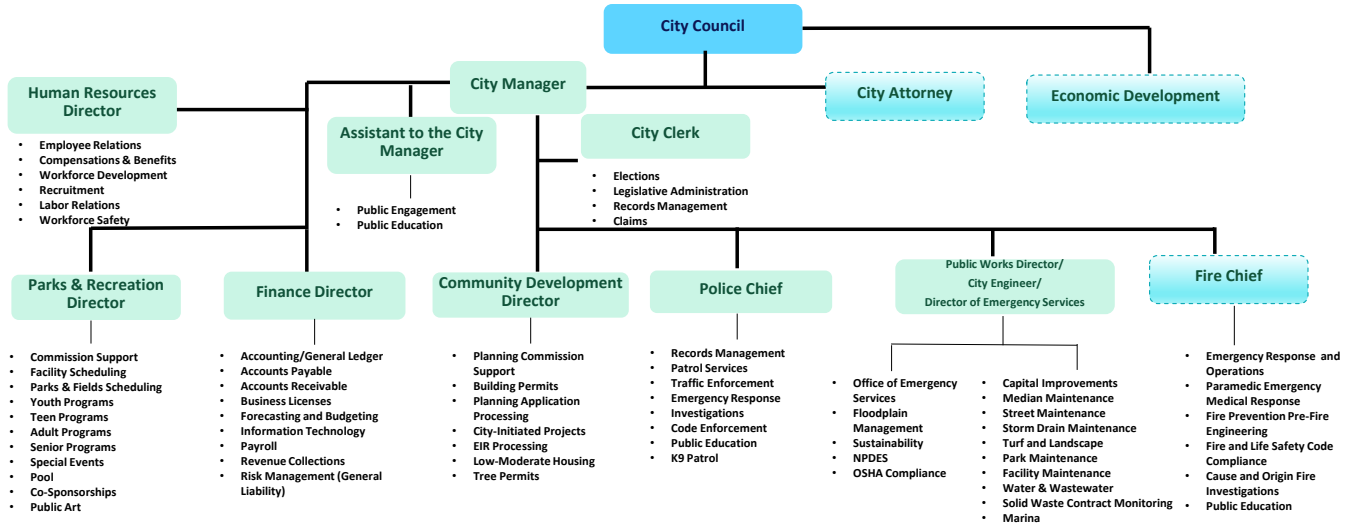 City Council
City Manager
City Attorney
Economic Development
Human Resources
Director
• Employee Relations
• Compensations & Benefits
• Workforce Development
• Recruitment
• Labor Relations
• Workforce Safety
Assistant to the City
Manager
• Public Engagement
• Public Education
City Clerk
• Elections
• Legislative Administration
• Records Management
• Claims
Parks & Recreation
Director
• Commission Support
• Facility Scheduling
• Parks & Fields Scheduling
• Youth Programs
• Teen Programs
• Adult Programs
• Senior Programs
• Special Events
• Pool
• Co-Sponsorships
• Public Art
Finance Director
• Accounting/General Ledger
• Accounts Payable
• Accounts Receivable
• Business Licenses
• Forecasting and Budgeting
• Information Technology
• Payroll
• Revenue Collections
• Risk Management (General
Liability)
Community Development
Director
• Planning Commission
Support
• Building Permits
• Planning Application
Processing
• City-Initiated Projects
• EIR Processing
• Low-Moderate Housing
• Tree Permits
Police Chief
• Records Management
• Patrol Services
• Traffic Enforcement
• Emergency Response
• Investigations
• Code Enforcement
• Public Education
• K9 Patrol
Public Works Director/
City Engineer/
Director of Emergency Services
• Office of Emergency
Services
• Floodplain
Management
• Sustainability
• NPDES
• OSHA Compliance
• Capital Improvements
• Median Maintenance
• Street Maintenance
• Storm Drain Maintenance
• Turf and Landscape
• Park Maintenance
• Facility Maintenance
• Water & Wastewater
• Solid Waste Contract Monitoring
• Marina
Fire Chief
• Emergency Response and
Operations
• Paramedic Emergency
Medical Response
• Fire Prevention Pre-Fire
Engineering
• Fire and Life Safety Code
Compliance
• Cause and Origin Fire
Investigations
• Public Education